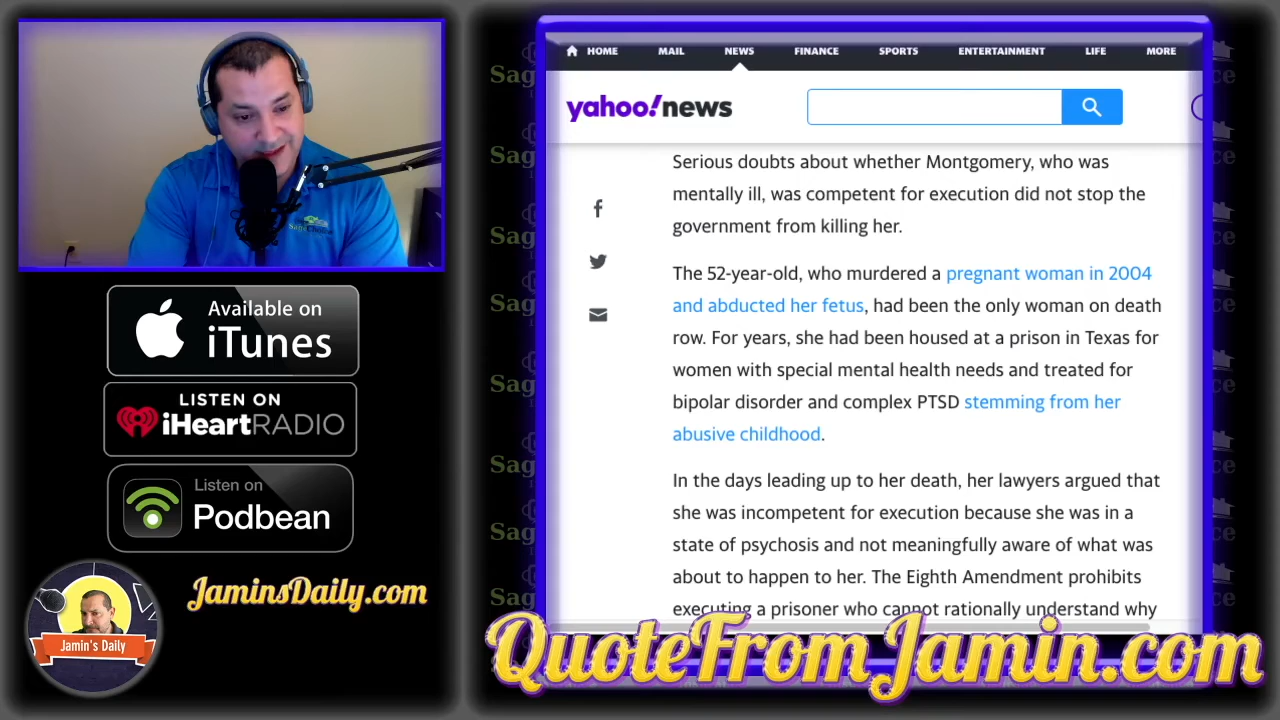 HOME MAIL NEWS FINANCE SPORTS ENTERTAINMENT LIFE MORE
yahoo!news
Serious doubts about whether Montgomery, who was
mentally ill, was competent for execution did not stop the
government from killing her.
The 52-year-old, who murdered a pregnant woman in 2004
and abducted her fetus, had been the only woman on death
row. For years, she had been housed at a prison in Texas for
women with special mental health needs and treated for
bipolar disorder and complex PTSD stemming from her
abusive childhood.
In the days leading up to her death, her lawyers argued that
she was incompetent for execution because she was in a
state of psychosis and not meaningfully aware of what was
about to happen to her. The Eighth Amendment prohibits
executing a prisoner who cannot rationally understand why
Available on
iTunes
LISTEN ON
iHeartRADIO
Listen on
Podbean
Jamin's Daily
JaminsDaily.com
QuoteFromJamin.com